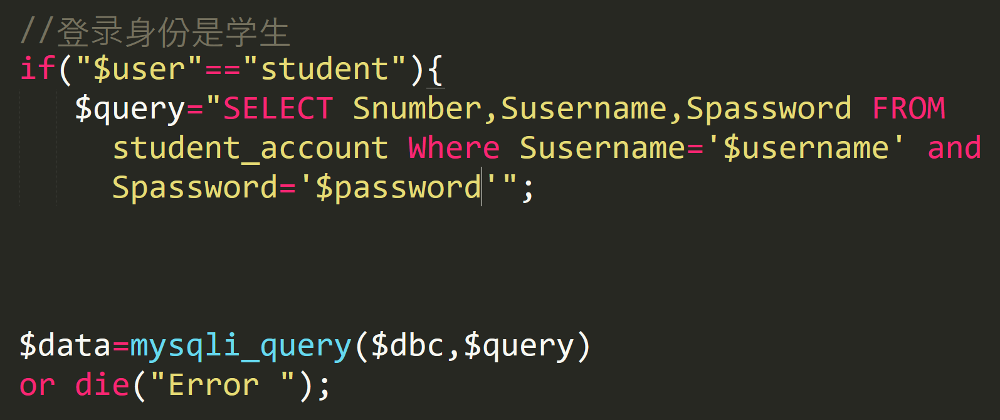 //登录身份是学生
if("$user"=="student"){
$query="SELECT Snumber,Susername,Spassword FROM
student_account Where Susername='$username' and
Spassword='$password'";
$data=mysqli_query($dbc,$query)
or die("Error ");